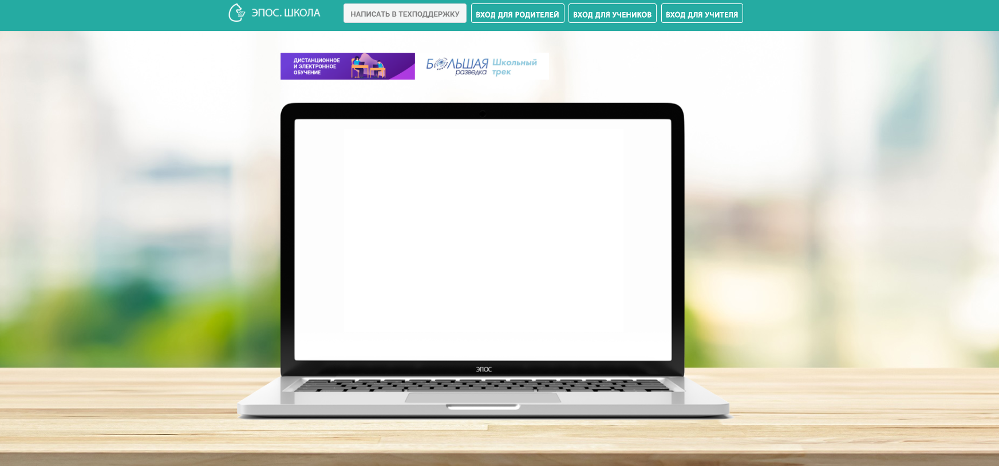 ЭПОС. ШКОЛА
НАПИСАТЬ В ТЕХПОДДЕРЖКУ
ВХОД ДЛЯ РОДИТЕЛЕЙ
ВХОД ДЛЯ УЧЕНИКОВ
ВХОД ДЛЯ УЧИТЕЛЯ
ДИСТАНЦИОННОЕ
И ЭЛЕКТРОННОЕ
ОБУЧЕНИЕ
БОЛЬШАЯ
разведка
Школьный
трек
ЭПОС